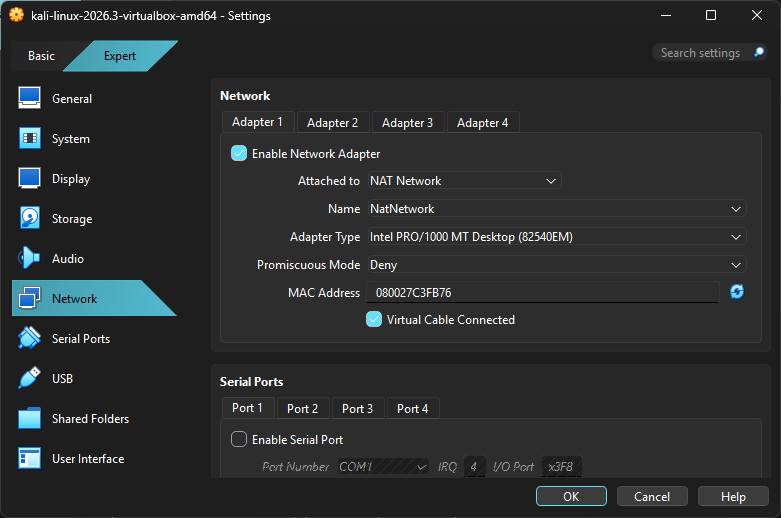 kali-linux-2026.3-virtualbox-amd64 - Settings
Basic
Expert
Search settings
General
System
Display
Storage
Audio
Network
Serial Ports
USB
Shared Folders
User Interface
Network
Adapter 1
Adapter 2
Adapter 3
Adapter 4
Enable Network Adapter
Attached to NAT Network
Name NatNetwork
Adapter Type Intel PRO/1000 MT Desktop (82540EM)
Promiscuous Mode Deny
MAC Address 080027C3FB76
Virtual Cable Connected
Serial Ports
Port 1
Port 2
Port 3
Port 4
Enable Serial Port
Port Number COM1 IRQ 4 I/O Port x3F8
OK
Cancel
Help